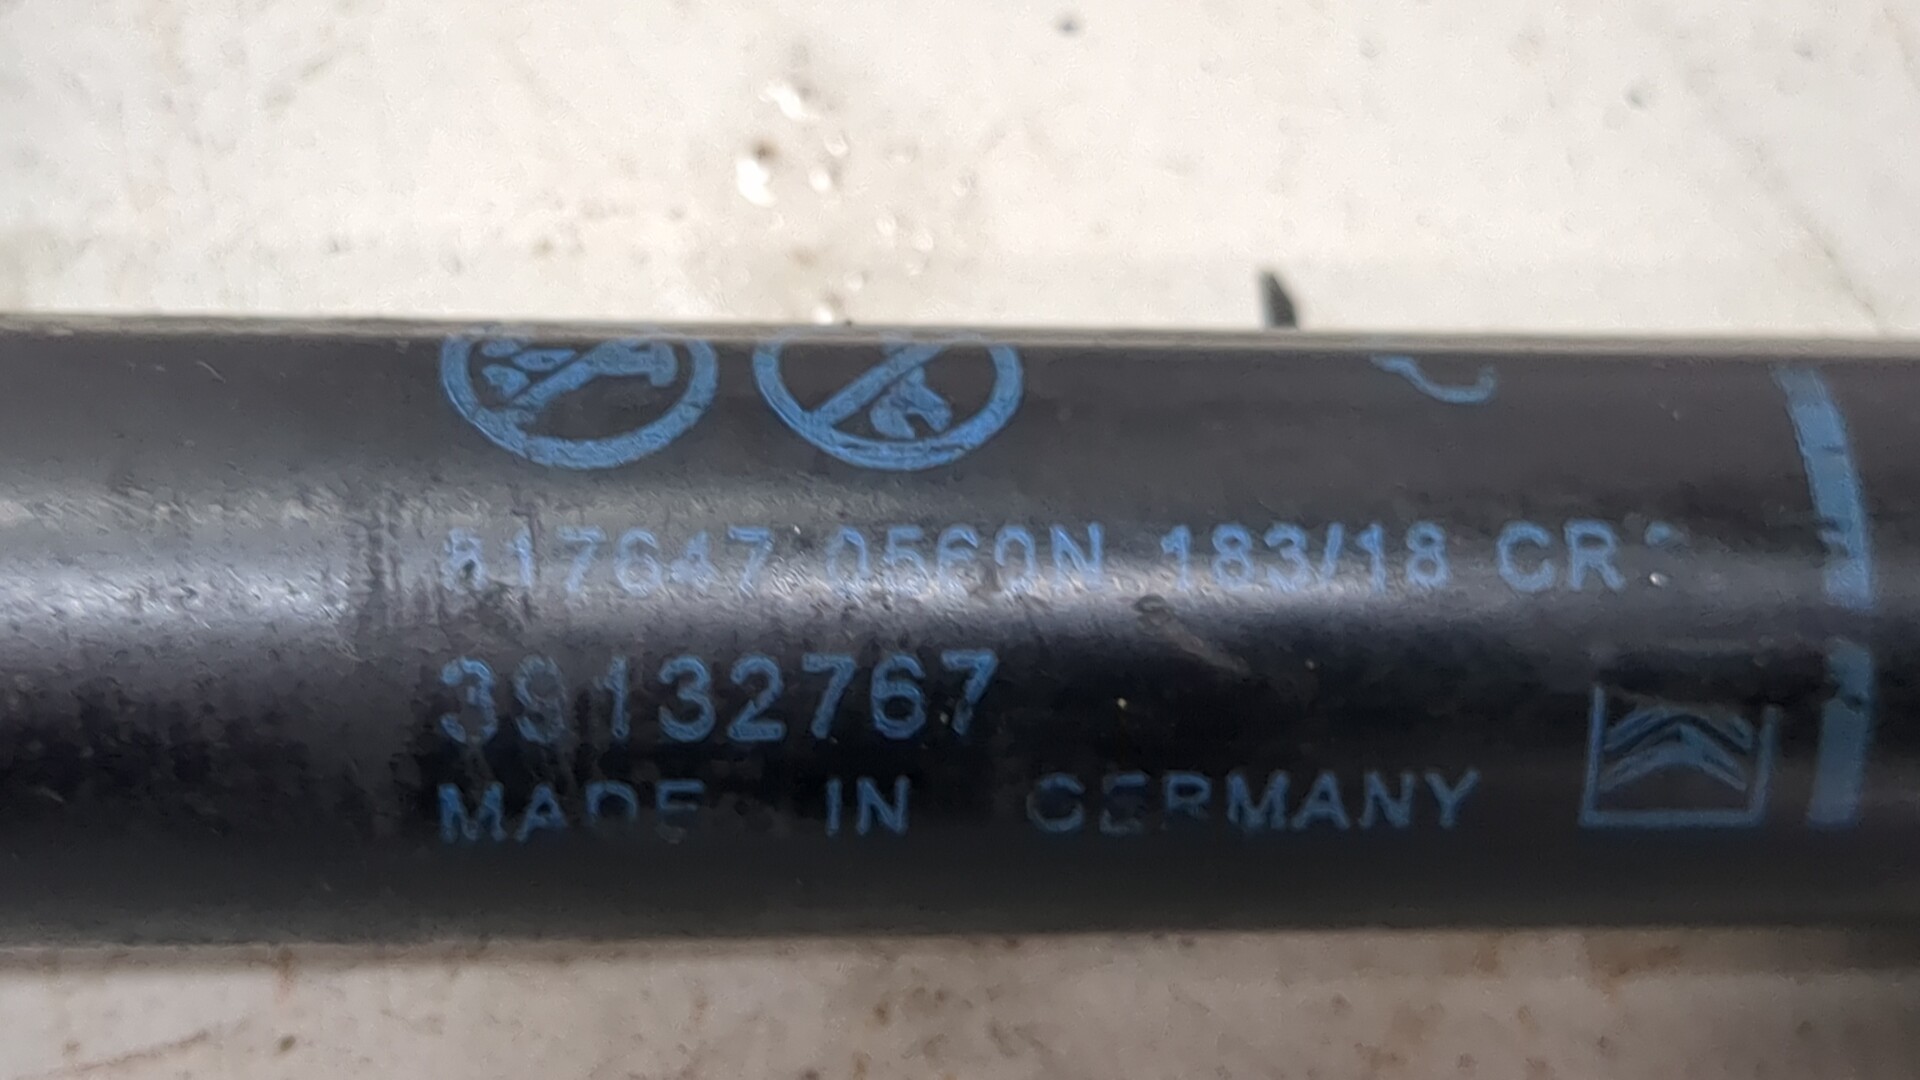 817647 0560N 183/18 CR
39132767
MADE IN GERMANY